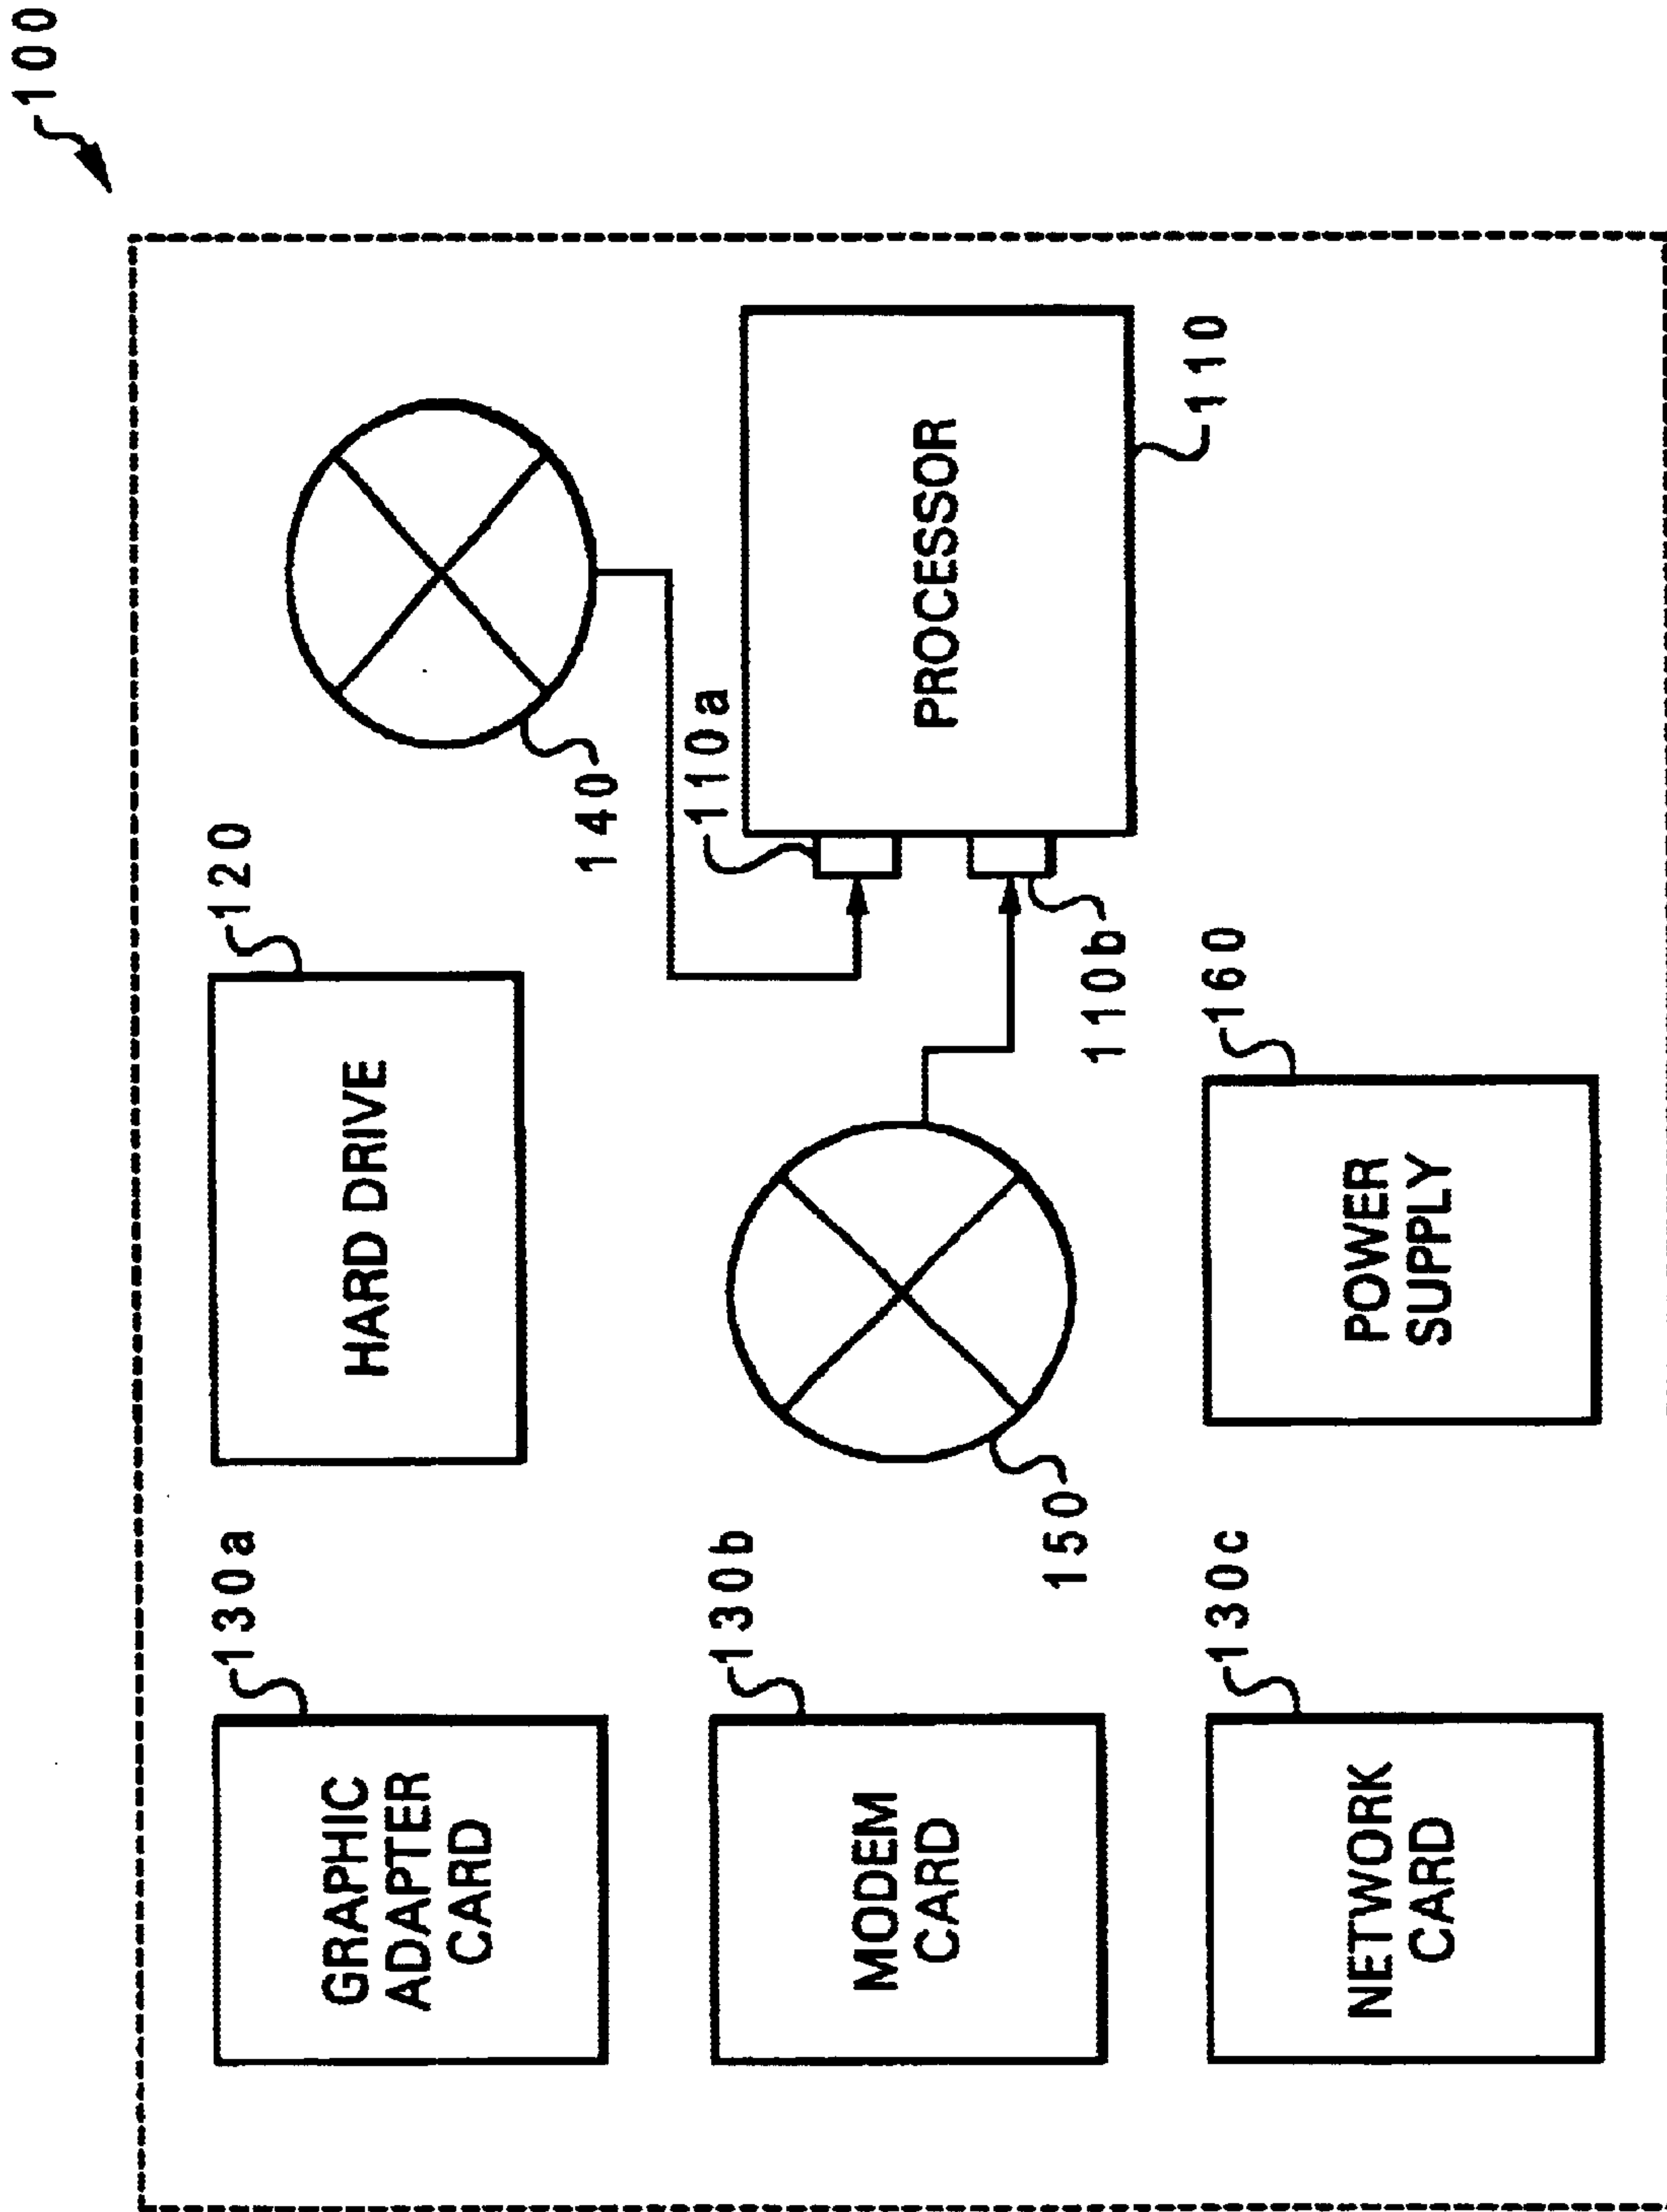 100
130a
GRAPHIC
ADAPTER
CARD
120
HARD DRIVE
140
130b
MODEM
CARD
150
110a
110b
PROCESSOR
110
130c
NETWORK
CARD
160
POWER
SUPPLY